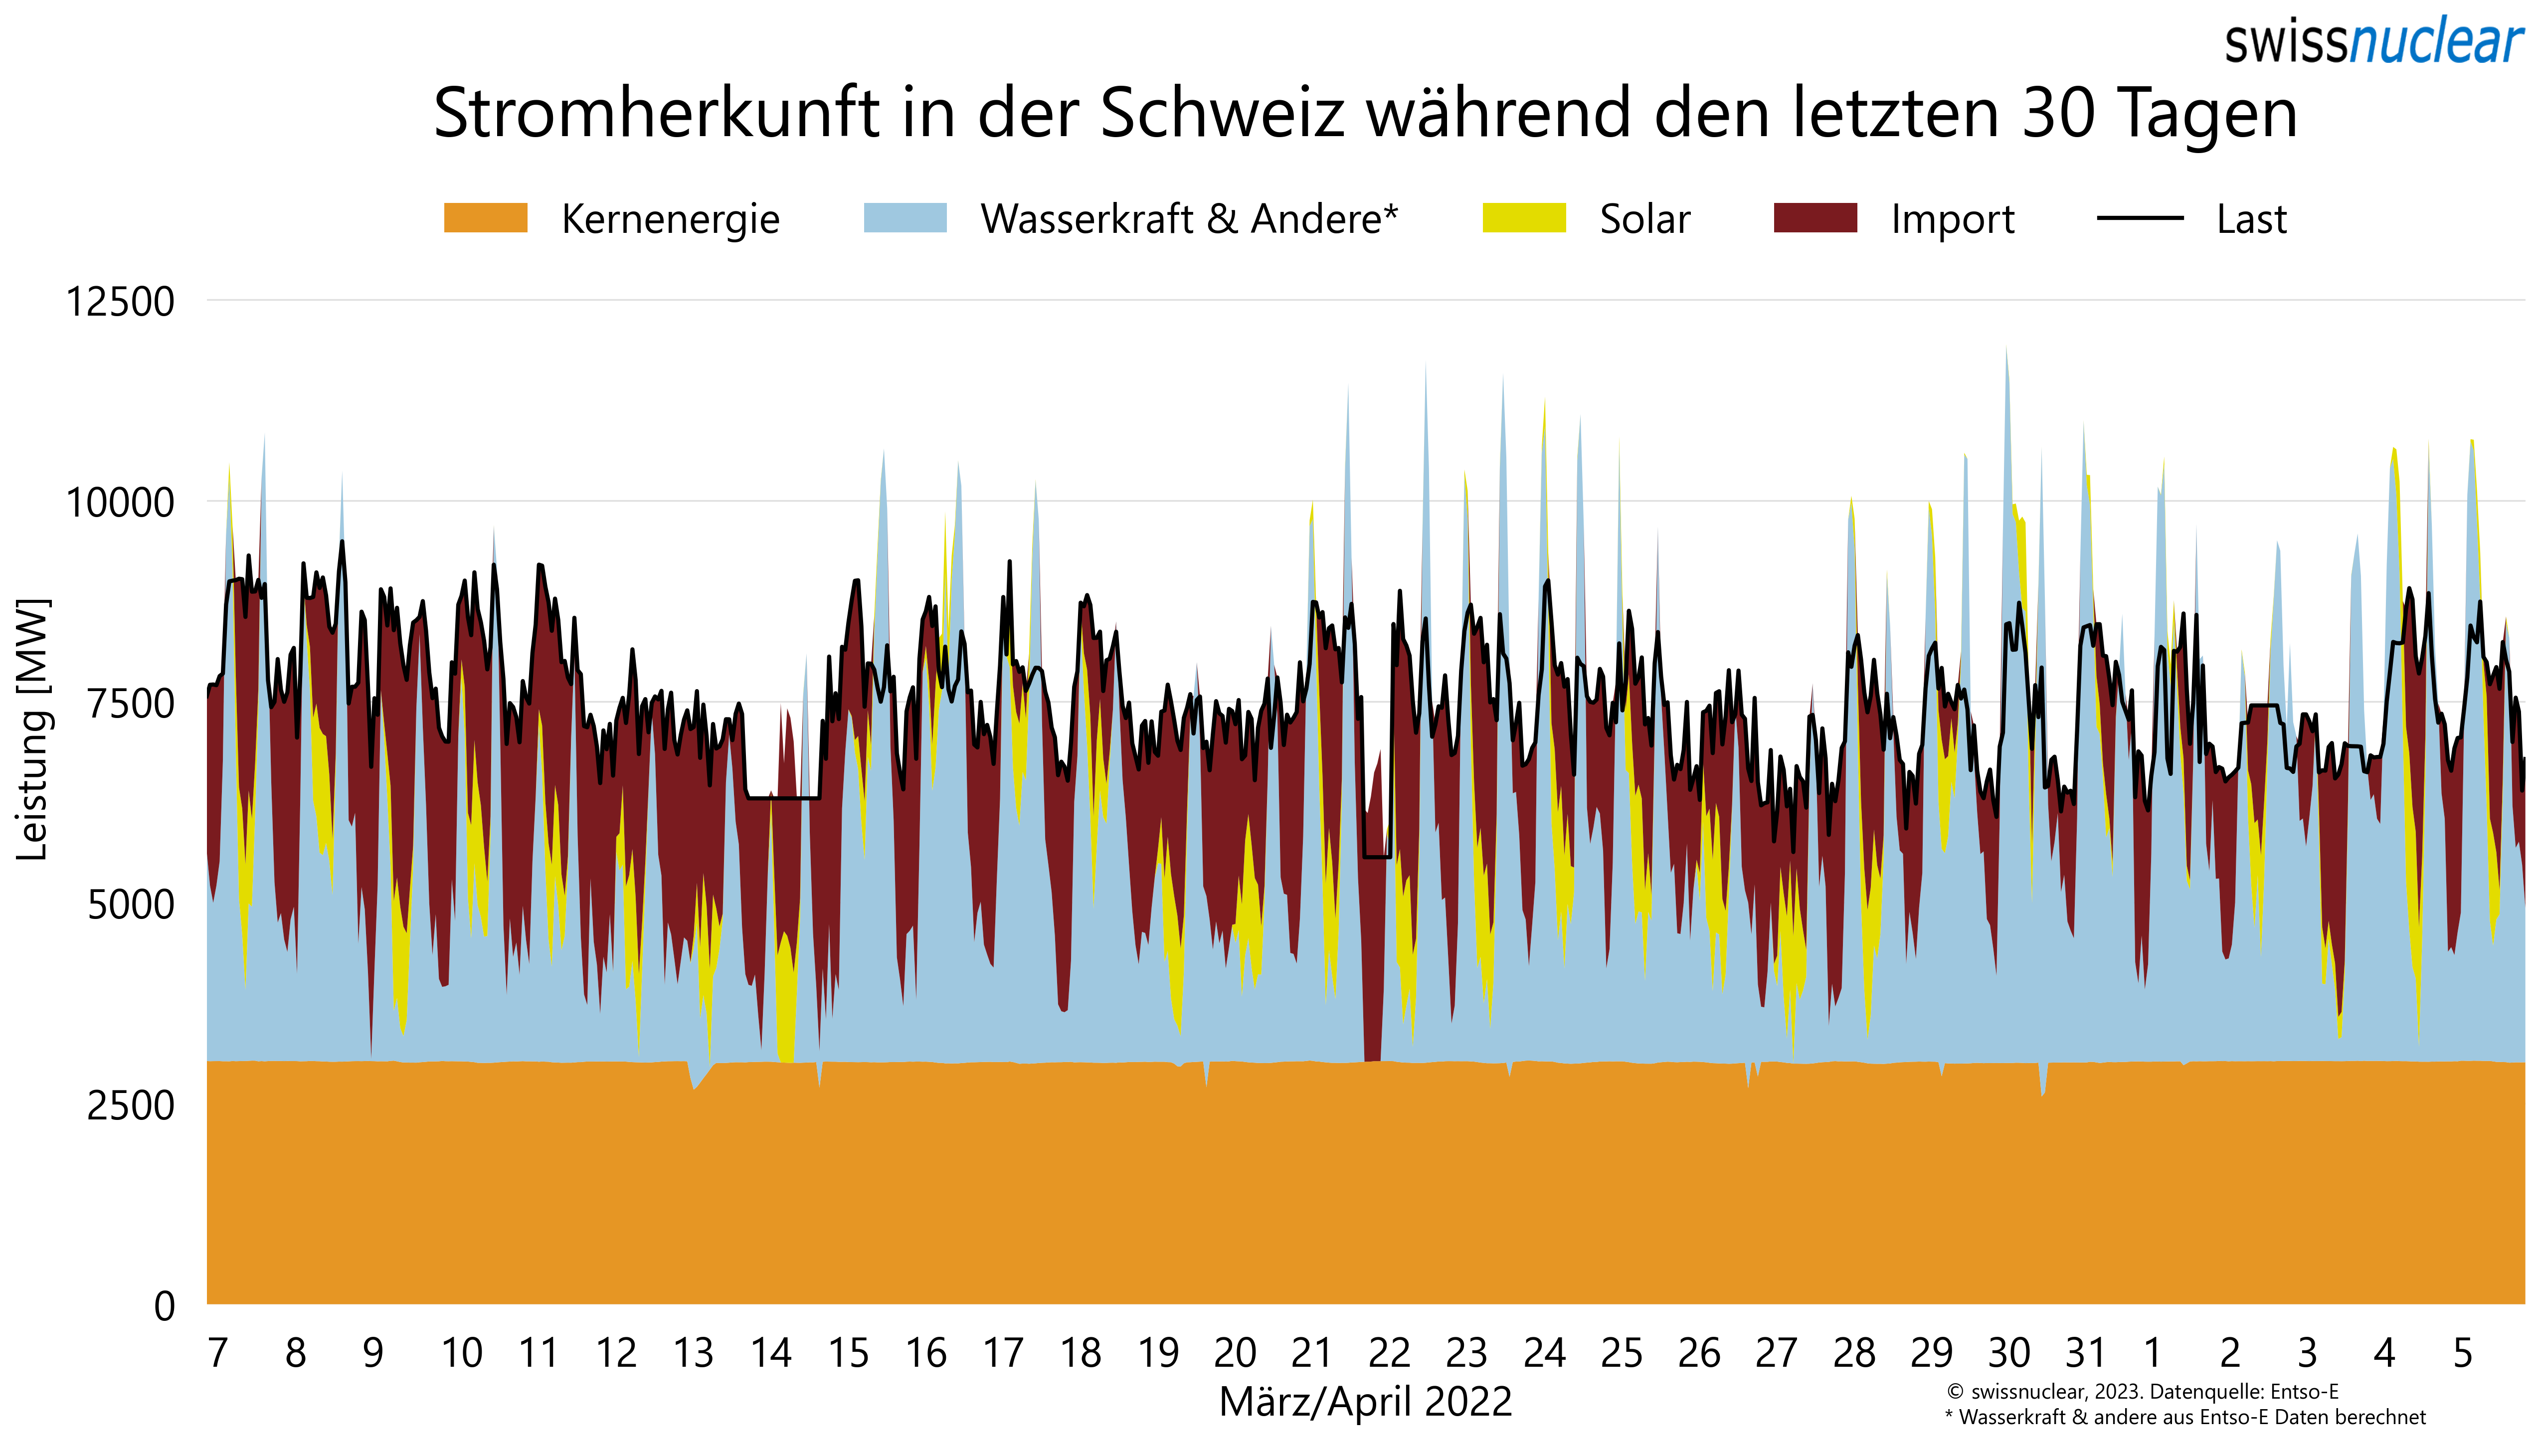 swissnuclear
Stromherkunft in der Schweiz während den letzten 30 Tagen
Kernenergie Wasserkraft & Andere* Solar Import Last
Leistung [MW]
12500
10000
7500
5000
2500
0
7 8 9 10 11 12 13 14 15 16 17 18 19 20 21 22 23 24 25 26 27 28 29 30 31 1 2 3 4 5
März/April 2022
© swissnuclear, 2023. Datenquelle: Entso-E
* Wasserkraft & andere aus Entso-E Daten berechnet